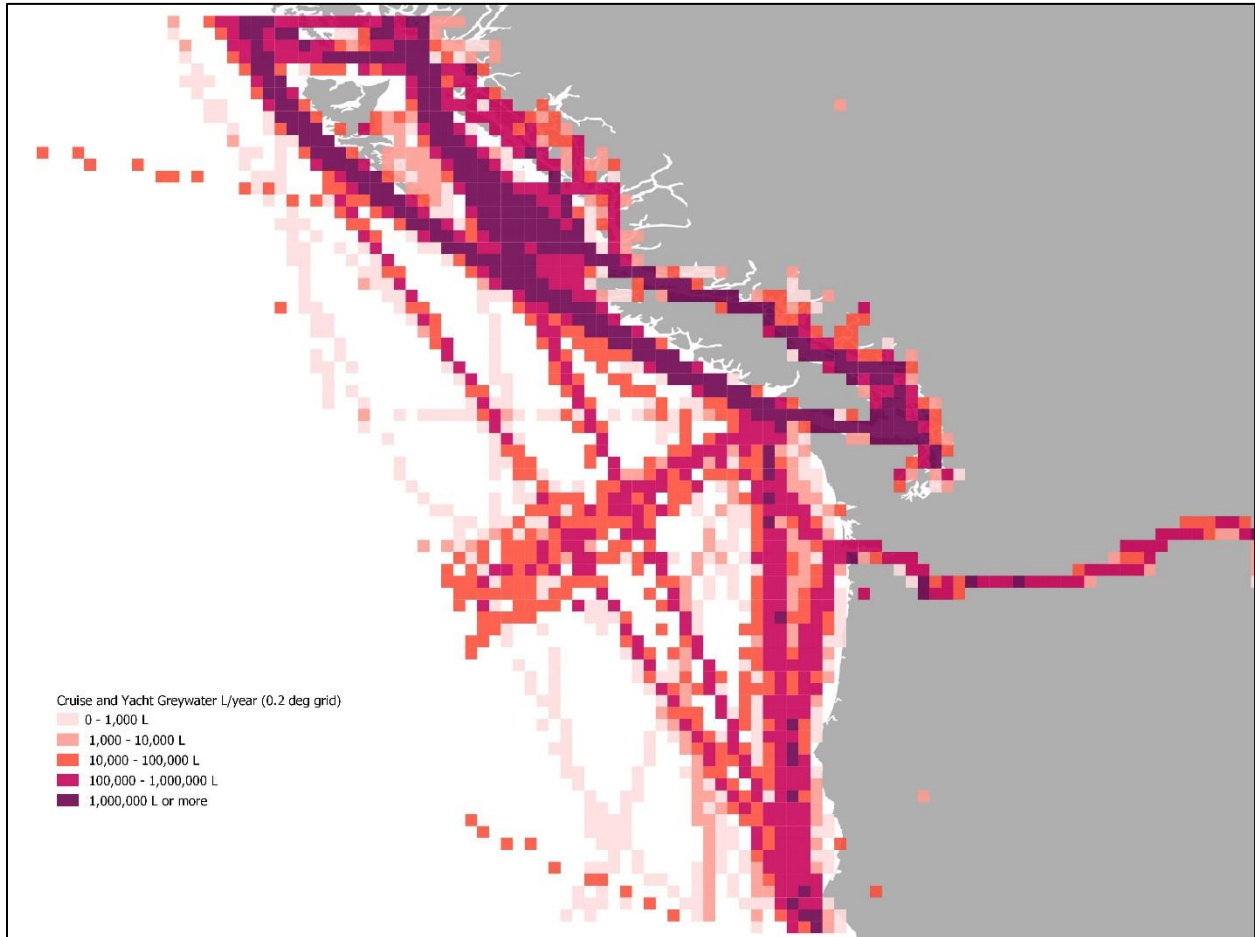 Cruise and Yacht Greywater L/year (0.2 deg grid)
0 - 1,000 L
1,000 - 10,000 L
10,000 - 100,000 L
100,000 - 1,000,000 L
1,000,000 L or more